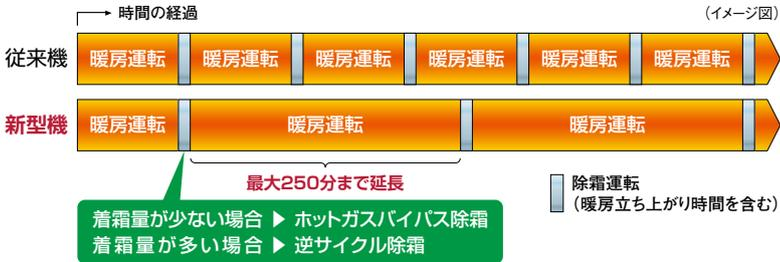 時間の経過
（イメージ図）
従来機 暖房運転 暖房運転 暖房運転 暖房運転 暖房運転 暖房運転
新型機 暖房運転 暖房運転 暖房運転
最大250分まで延長
着霜量が少ない場合 ▶ ホットガスバイパス除霜
着霜量が多い場合 ▶ 逆サイクル除霜
除霜運転
（暖房立ち上がり時間を含む）